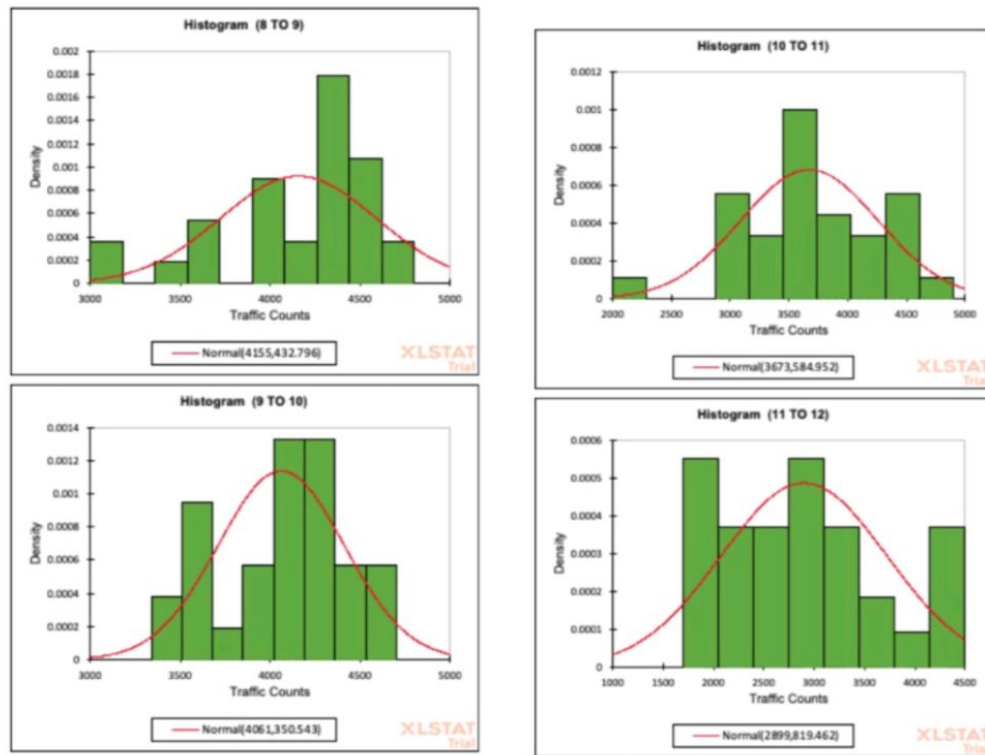 Histogram (8 TO 9)
0.002
0.0018
0.0016
0.0014
0.0012
0.001
0.0008
0.0006
0.0004
0.0002
0
Density
3000 3500 4000 4500 5000
Traffic Counts
Normal(4155,432.796)
XLSTAT
Trial
Histogram (10 TO 11)
0.0012
0.001
0.0008
0.0006
0.0004
0.0002
0
Density
2000 2500 3000 3500 4000 4500 5000
Traffic Counts
Normal(3673,584.952)
XLSTAT
Trial
Histogram (9 TO 10)
0.0014
0.0012
0.001
0.0008
0.0006
0.0004
0.0002
0
Density
3000 3500 4000 4500 5000
Traffic Counts
Normal(4061,350.543)
XLSTAT
Trial
Histogram (11 TO 12)
0.0006
0.0005
0.0004
0.0003
0.0002
0.0001
0
Density
1000 1500 2000 2500 3000 3500 4000 4500
Traffic Counts
Normal(2899,819.462)
XLSTAT
Trial